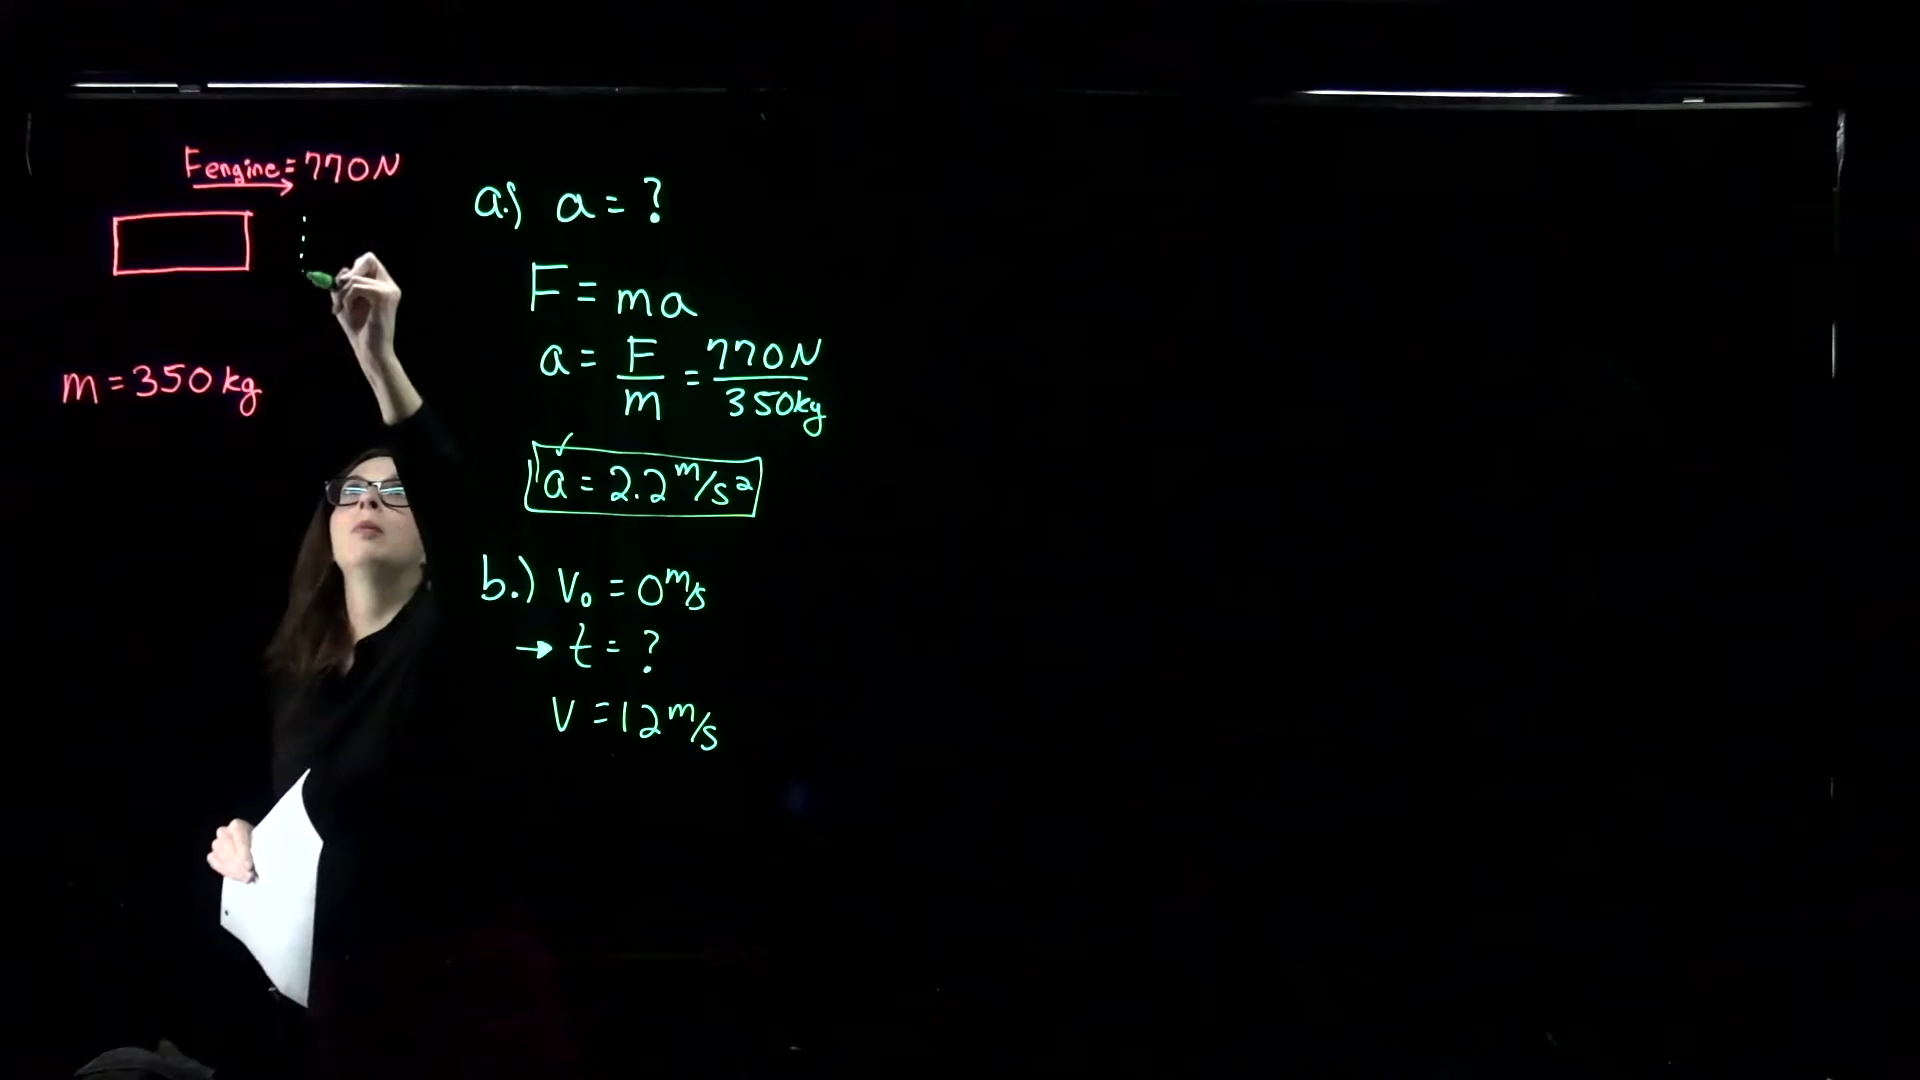 Fengine = 770N
m = 350 kg
a.) a = ?
F = ma
a = F/m = 770N/350kg
a = 2.2 m/s²
b.) v₀ = 0 m/s
→ t = ?
v = 12 m/s